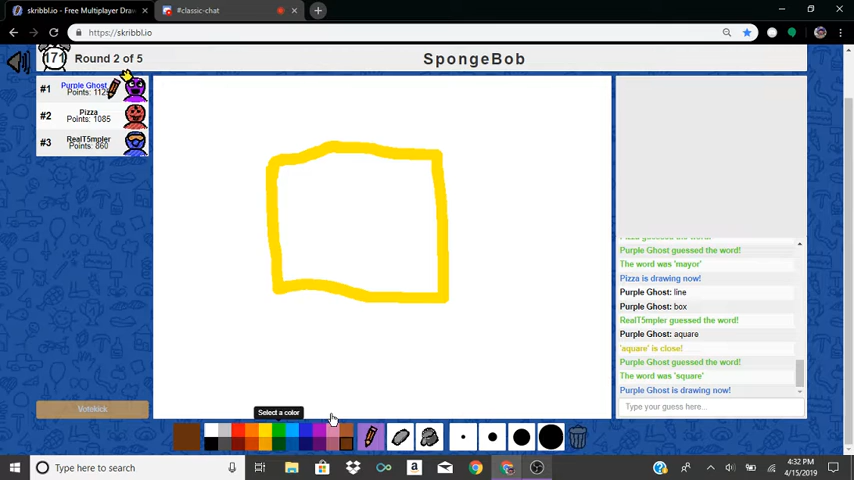 skribbl.io - Free Multiplayer Draw
#classic-chat
https://skribbl.io
171
Round 2 of 5
SpongeBob
#1
Purple Ghost
#2
Pizza
Points: 1085
#3
RealT5mpler
Points: 860
Purple Ghost guessed the word!
The word was 'mayor'
Pizza is drawing now!
Purple Ghost: line
Purple Ghost: box
RealT5mpler guessed the word!
Purple Ghost: aquare
'aquare' is close!
Purple Ghost guessed the word!
The word was 'square'
Purple Ghost is drawing now!
Type your guess here...
Votekick
Select a color
Type here to search
4:32 PM
4/15/2019